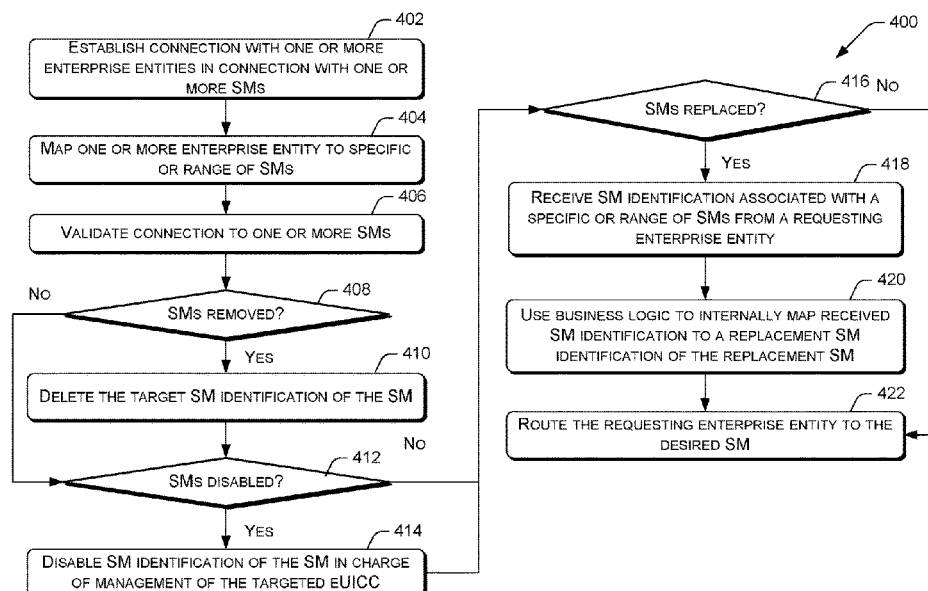 402
ESTABLISH CONNECTION WITH ONE OR MORE
ENTERPRISE ENTITIES IN CONNECTION WITH ONE OR
MORE SMS
404
MAP ONE OR MORE ENTERPRISE ENTITY TO SPECIFIC
OR RANGE OF SMS
406
VALIDATE CONNECTION TO ONE OR MORE SMS
408
No
SMS REMOVED?
YES
410
DELETE THE TARGET SM IDENTIFICATION OF THE SM
No
412
SMS DISABLED?
YES
414
DISABLE SM IDENTIFICATION OF THE SM IN CHARGE
OF MANAGEMENT OF THE TARGETED EUICC
400
416
No
SMS REPLACED?
YES
418
RECEIVE SM IDENTIFICATION ASSOCIATED WITH A
SPECIFIC OR RANGE OF SMS FROM A REQUESTING
ENTERPRISE ENTITY
420
USE BUSINESS LOGIC TO INTERNALLY MAP RECEIVED
SM IDENTIFICATION TO A REPLACEMENT SM
IDENTIFICATION OF THE REPLACEMENT SM
422
ROUTE THE REQUESTING ENTERPRISE ENTITY TO THE
DESIRED SM